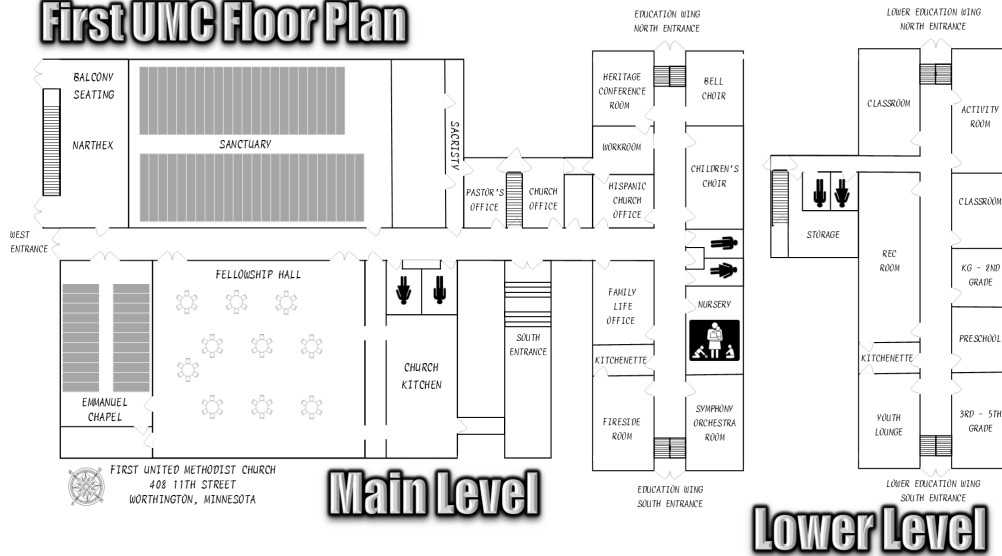 First UMC Floor Plan
EDUCATION WING
NORTH ENTRANCE
LOWER EDUCATION WING
NORTH ENTRANCE
BALCONY
SEATING
NARTHEX
SANCTUARY
SACRISTY
PASTOR'S
OFFICE
CHURCH
OFFICE
HERITAGE
CONFERENCE
ROOM
WORKROOM
HISPANIC
CHURCH
OFFICE
BELL
CHOIR
CHILDREN'S
CHOIR
CLASSROOM
ACTIVITY
ROOM
CLASSROOM
STORAGE
REC
ROOM
KG - 2ND
GRADE
PRESCHOOL
KITCHENETTE
YOUTH
LOUNGE
3RD - 5TH
GRADE
WEST
ENTRANCE
FELLOWSHIP HALL
EMMANUEL
CHAPEL
CHURCH
KITCHEN
SOUTH
ENTRANCE
FAMILY
LIFE
OFFICE
KITCHENETTE
FIRESIDE
ROOM
NURSERY
SYMPHONY
ORCHESTRA
ROOM
FIRST UNITED METHODIST CHURCH
408 11TH STREET
WORTHINGTON, MINNESOTA
Main Level
EDUCATION WING
SOUTH ENTRANCE
LOWER EDUCATION WING
SOUTH ENTRANCE
Lower Level